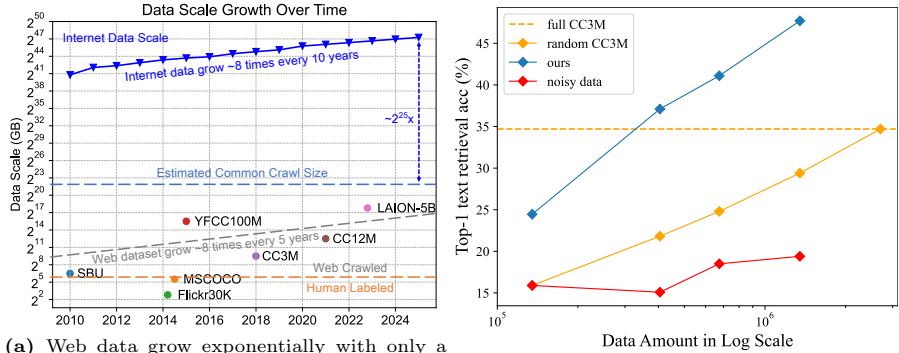 Data Scale Growth Over Time
2^50
2^47
2^44
2^41
2^38
2^35
2^32
2^29
2^26
2^23
2^20
2^17
2^14
2^11
2^8
2^5
2^2
Data Scale (GB)
Internet Data Scale
Internet data grow ~8 times every 10 years
~2^25x
Estimated Common Crawl Size
LAION-5B
YFCC100M
Web dataset grow ~8 times every 5 years
CC12M
CC3M
SBU
Web Crawled
MSCOCO
Human Labeled
Flickr30K
2010 2012 2014 2016 2018 2020 2022 2024
(a) Web data grow exponentially with only a
full CC3M
random CC3M
ours
noisy data
Top-1 text retrieval acc (%)
45
40
35
30
25
20
15
10^5 10^6
Data Amount in Log Scale